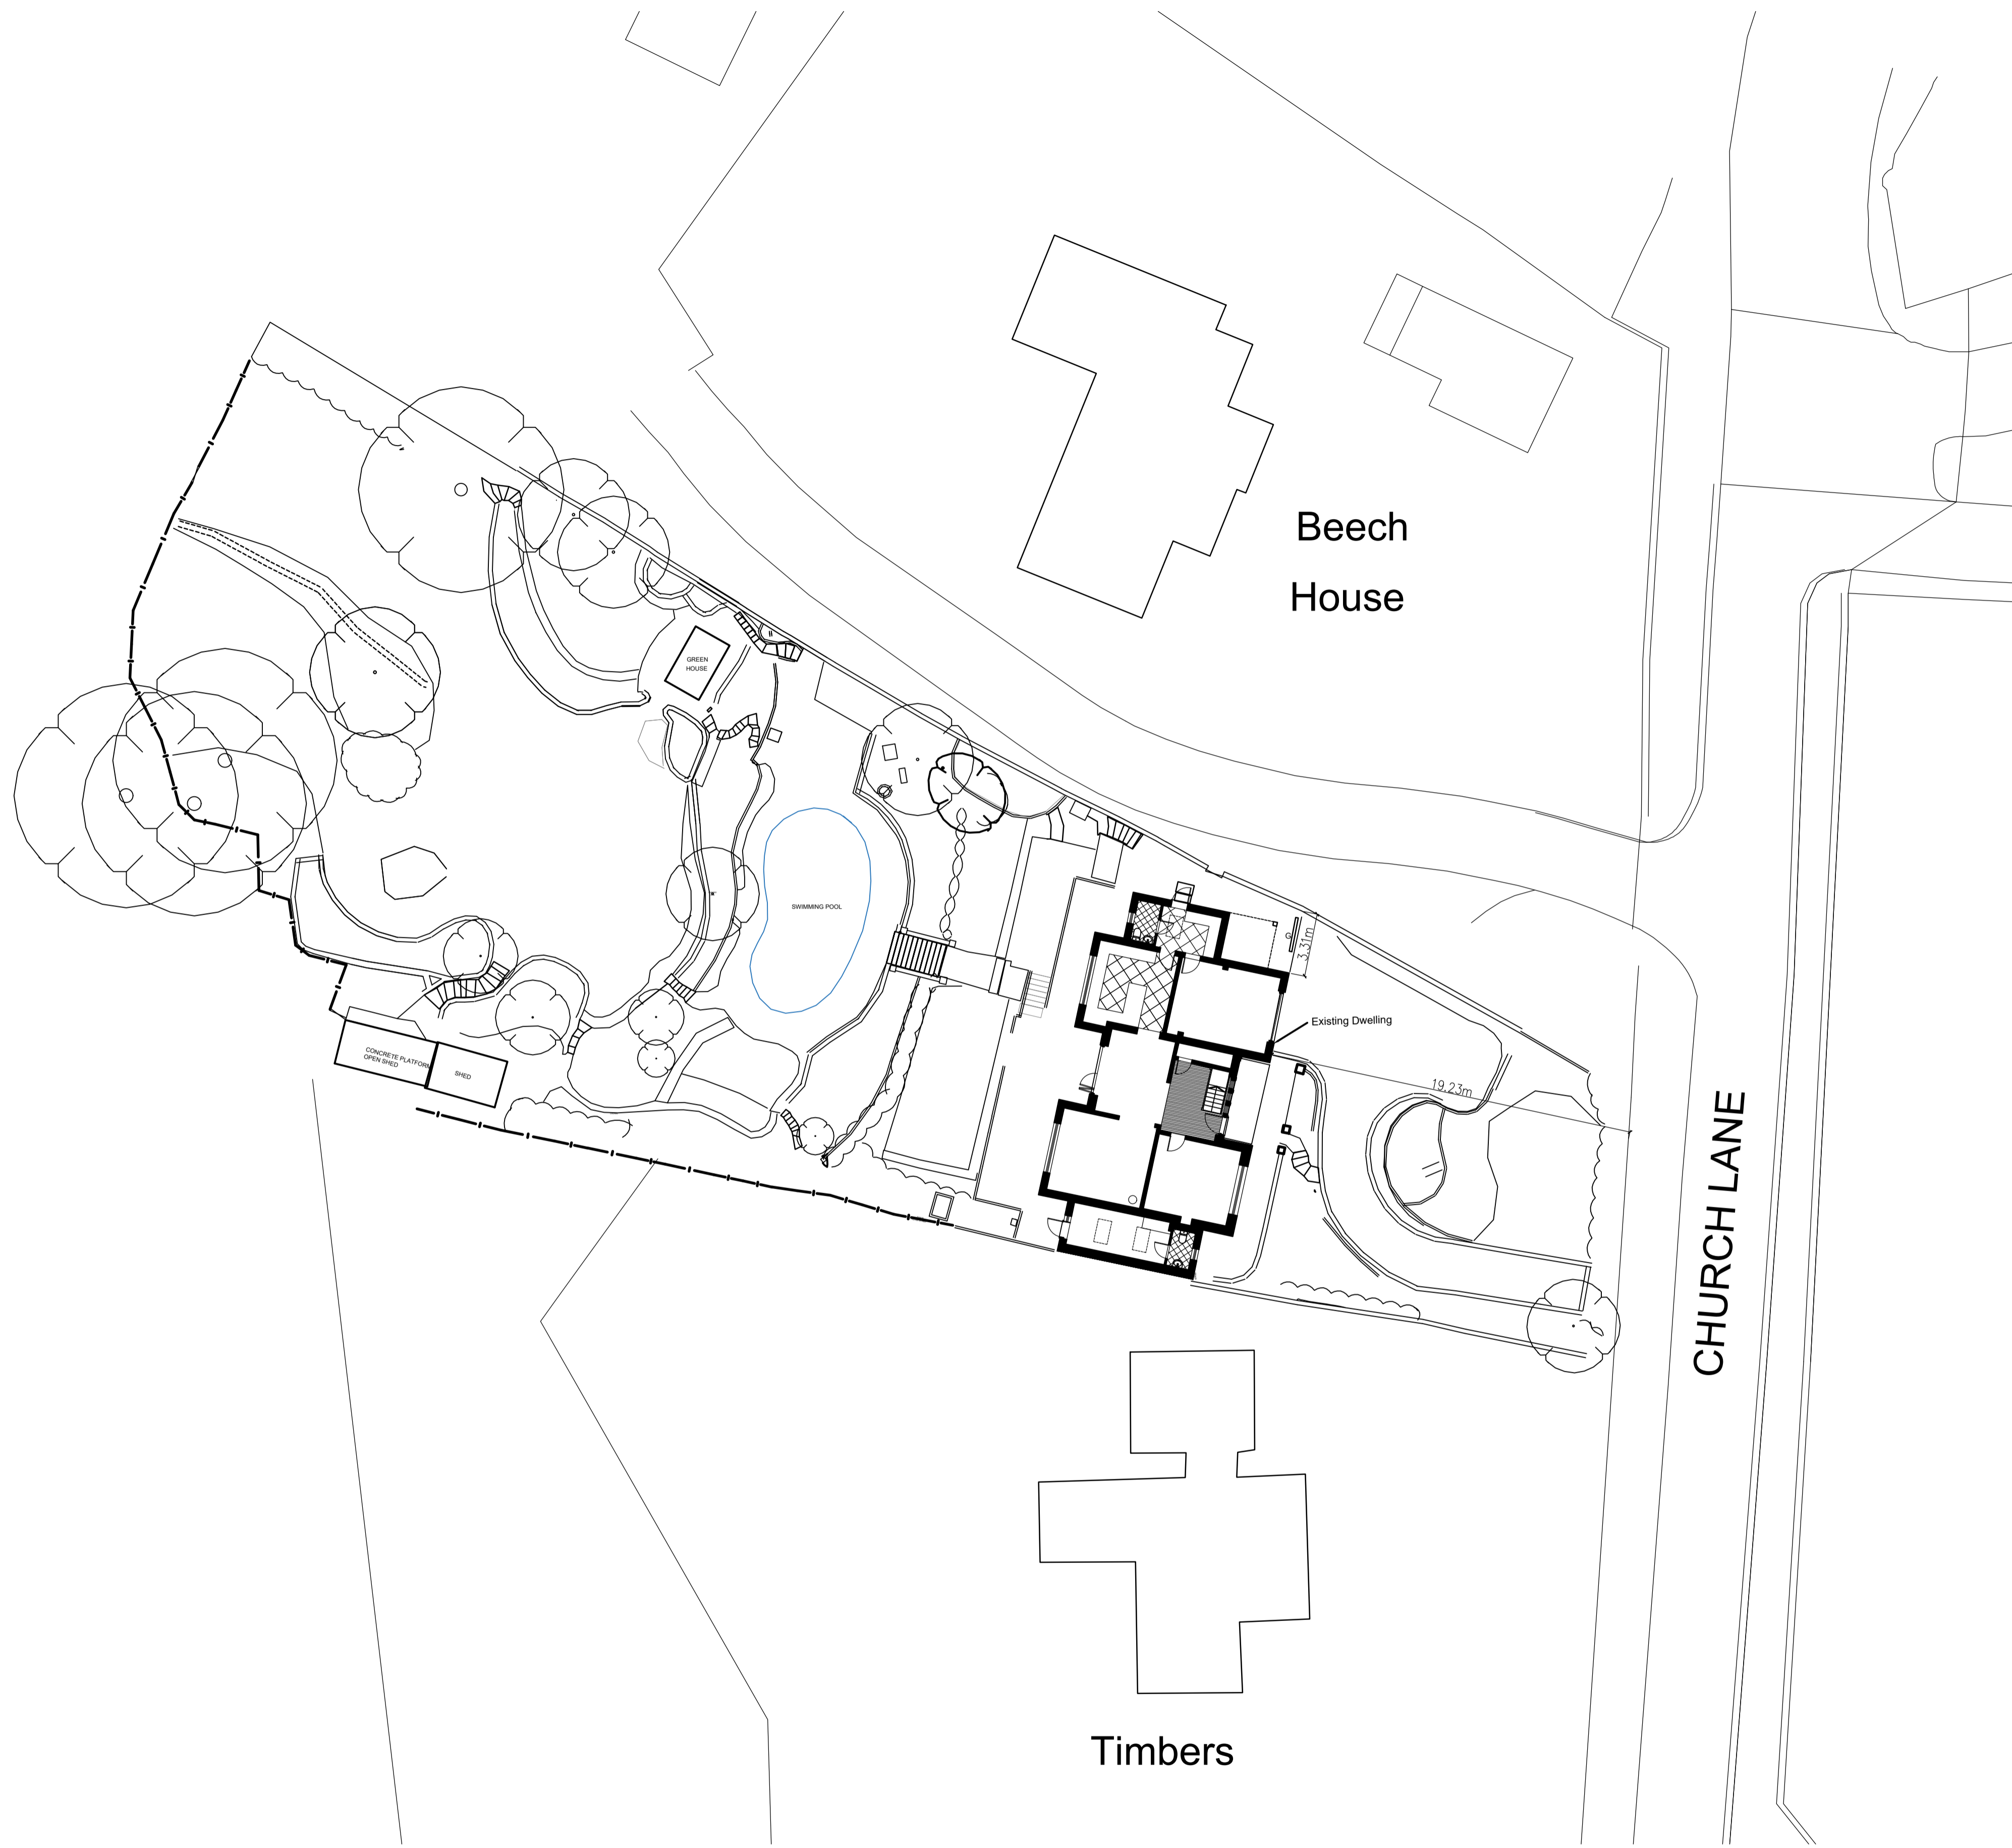 Beech
House
GREEN
HOUSE
SWIMMING POOL
G
3.31m
Existing Dwelling
CONCRETE PLATFORM
OPEN SHED
SHED
19.23m
CHURCH LANE
Timbers